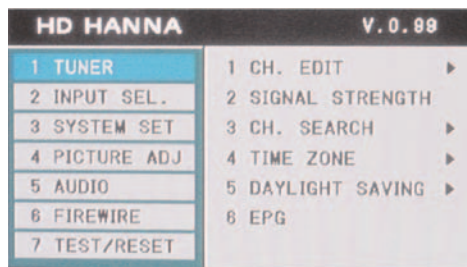 HD HANNA V.0.99
1 TUNER
2 INPUT SEL.
3 SYSTEM SET
4 PICTURE ADJ
5 AUDIO
6 FIREWIRE
7 TEST/RESET
1 CH. EDIT
2 SIGNAL STRENGTH
3 CH. SEARCH
4 TIME ZONE
5 DAYLIGHT SAVING
6 EPG